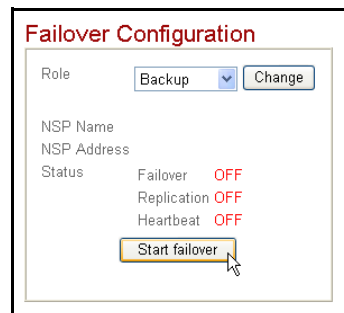 Failover Configuration
Role Backup Change
NSP Name
NSP Address
Status Failover OFF
Replication OFF
Heartbeat OFF
Start failover